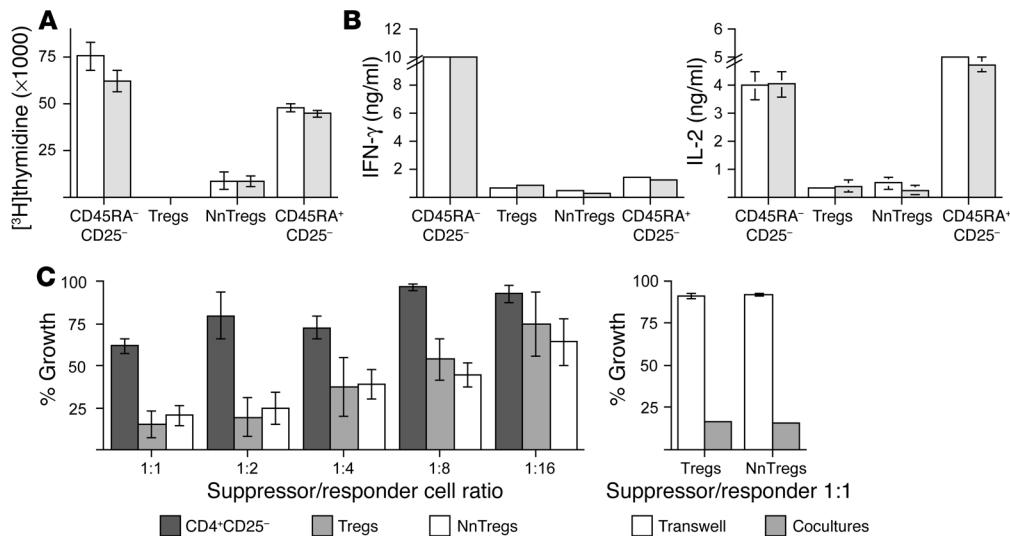 A
[³H]thymidine (×1000)
75
50
25
CD45RA⁻
CD25⁻
Tregs
NnTregs
CD45RA⁺
CD25⁻
B
IFN-γ (ng/ml)
12
10
8
6
4
2
CD45RA⁻
CD25⁻
Tregs
NnTregs
CD45RA⁺
CD25⁻
IL-2 (ng/ml)
6
5
4
3
2
1
CD45RA⁻
CD25⁻
Tregs
NnTregs
CD45RA⁺
CD25⁻
C
% Growth
100
75
50
25
1:1
1:2
1:4
1:8
1:16
Suppressor/responder cell ratio
CD4⁺CD25⁻
Tregs
NnTregs
% Growth
100
75
50
25
Tregs
NnTregs
Suppressor/responder 1:1
Transwell
Cocultures